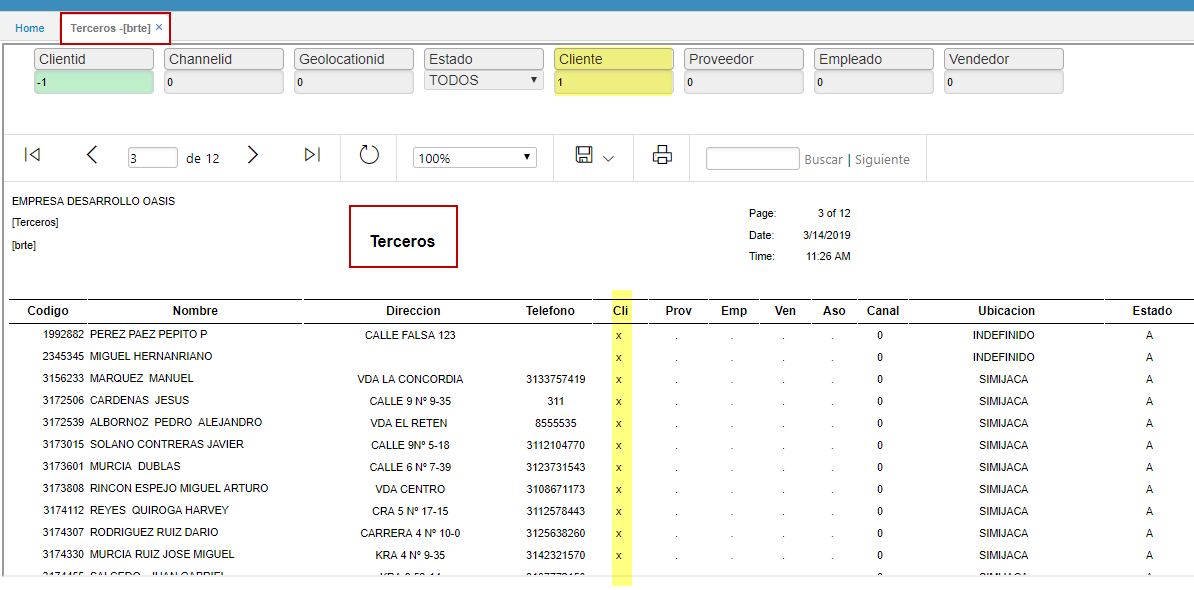 Home Terceros -[brte] ×
Clientid Channelid Geolocationid Estado Cliente Proveedor Empleado Vendedor
-1 0 0 TODOS 1 0 0 0
3 de 12 100% Buscar | Siguiente
EMPRESA DESARROLLO OASIS
[Terceros]
[brte]
Terceros
Page: 3 of 12
Date: 3/14/2019
Time: 11:26 AM
Codigo Nombre Direccion Telefono Cli Prov Emp Ven Aso Canal Ubicacion Estado
1992882 PEREZ PAEZ PEPITO P CALLE FALSA 123 x . . . . 0 INDEFINIDO A
2345345 MIGUEL HERNANRIANO x . . . . 0 INDEFINIDO A
3156233 MARQUEZ MANUEL VDA LA CONCORDIA 3133757419 x . . . . 0 SIMIJACA A
3172506 CARDENAS JESUS CALLE 9 Nº 9-35 311 x . . . . 0 SIMIJACA A
3172539 ALBORNOZ PEDRO ALEJANDRO VDA EL RETEN 8555535 x . . . . 0 SIMIJACA A
3173015 SOLANO CONTRERAS JAVIER CALLE 9Nº 5-18 3112104770 x . . . . 0 SIMIJACA A
3173601 MURCIA DUBLAS CALLE 6 Nº 7-39 3123731543 x . . . . 0 SIMIJACA A
3173808 RINCON ESPEJO MIGUEL ARTURO VDA CENTRO 3108671173 x . . . . 0 SIMIJACA A
3174112 REYES QUIROGA HARVEY CRA 5 Nº 17-15 3112578443 x . . . . 0 SIMIJACA A
3174307 RODRIGUEZ RUIZ DARIO CARRERA 4 Nº 10-0 3125638260 x . . . . 0 SIMIJACA A
3174330 MURCIA RUIZ JOSE MIGUEL KRA 4 Nº 9-35 3142321570 x . . . . 0 SIMIJACA A